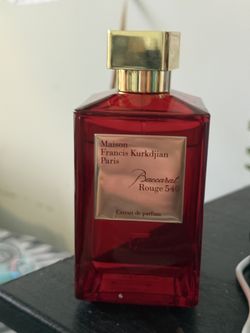 Maison
Francis Kurkdjian
Paris
Baccarat
Rouge 540
Extrait de parfum